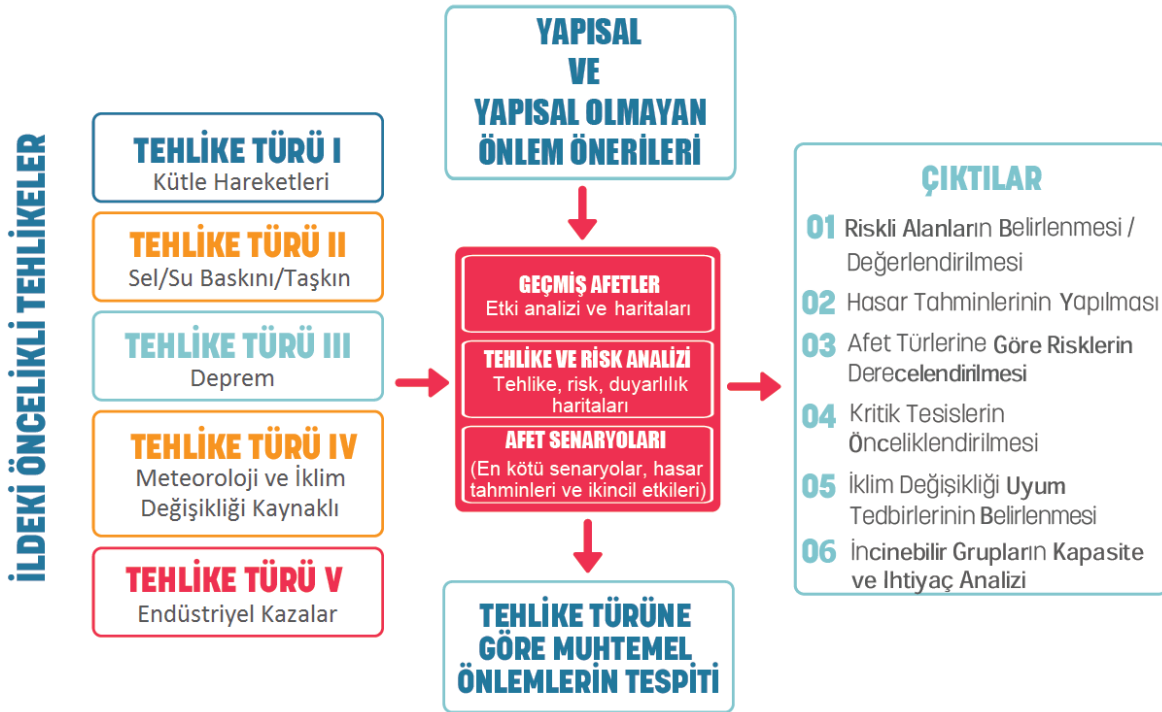 İLDEKİ ÖNCELİKLİ TEHLİKELER
TEHLİKE TÜRÜ I
Kütle Hareketleri
TEHLİKE TÜRÜ II
Sel/Su Baskını/Taşkın
TEHLİKE TÜRÜ III
Deprem
TEHLİKE TÜRÜ IV
Meteoroloji ve İklim
Değişikliği Kaynaklı
TEHLİKE TÜRÜ V
Endüstriyel Kazalar
YAPISAL
VE
YAPISAL OLMAYAN
ÖNLEM ÖNERİLERİ
GEÇMİŞ AFETLER
Etki analizi ve haritaları
TEHLİKE VE RİSK ANALİZİ
Tehlike, risk, duyarlılık
haritaları
AFET SENARYOLARI
(En kötü senaryolar, hasar
tahminleri ve ikincil etkileri)
TEHLİKE TÜRÜNE
GÖRE MUHTEMEL
ÖNLEMLERİN TESPİTİ
ÇIKTILAR
01 Riskli Alanların Belirlenmesi /
Değerlendirilmesi
02 Hasar Tahminlerinin Yapılması
03 Afet Türlerine Göre Risklerin
Derecelendirilmesi
04 Kritik Tesislerin
Önceliklendirilmesi
05 İklim Değişikliği Uyum
Tedbirlerinin Belirlenmesi
06 İncinebilir Grupların Kapasite
ve Ihtiyaç Analizi